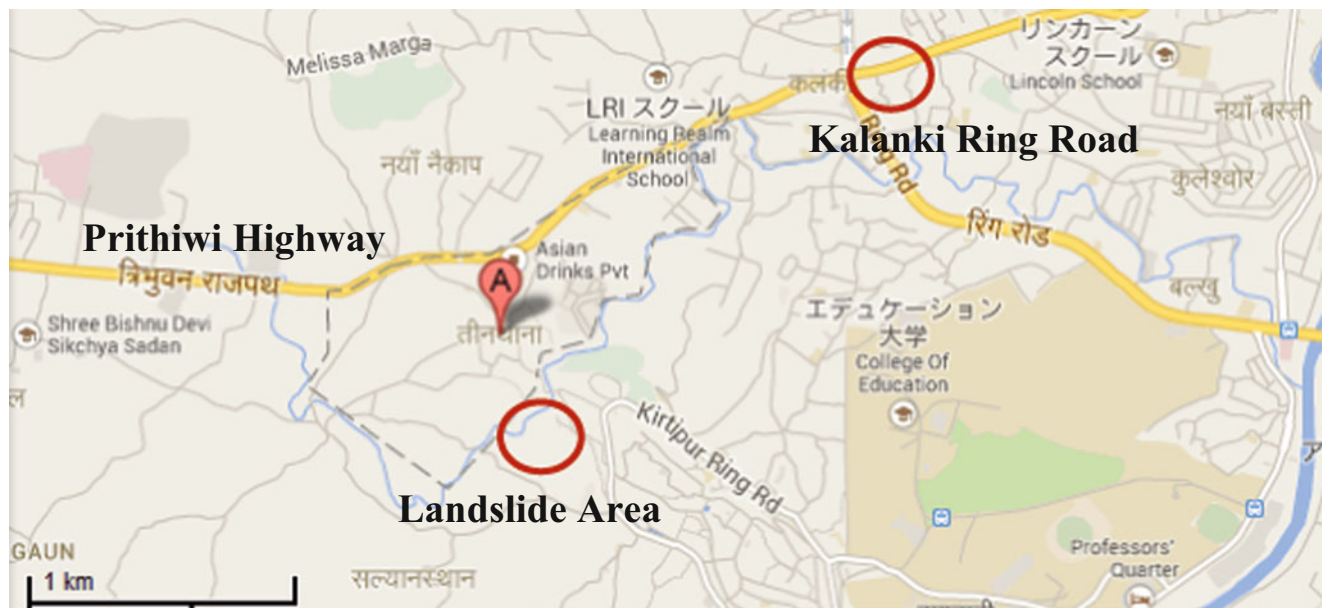 リンカーン
スクール
Lincoln School
Melissa Marga
कलंकी
LRI スクール
Learning Realm
International
School
नयाँ बस्ती
Kalanki Ring Road
Ring Rd
नयाँ नैकाप
कुलेश्वोर
Prithiwi Highway
रिंग रोड
Asian
Drinks Pvt
त्रिभुवन राजपथ
A
बल्खु
エデュケーション
大学
College Of
Education
Shree Bishnu Devi
Sikchya Sadan
तीनथाना
ल
Kirtipur Ring Rd
ア
Landslide Area
GAUN
1 km
सल्यानस्थान
Professors'
Quarter